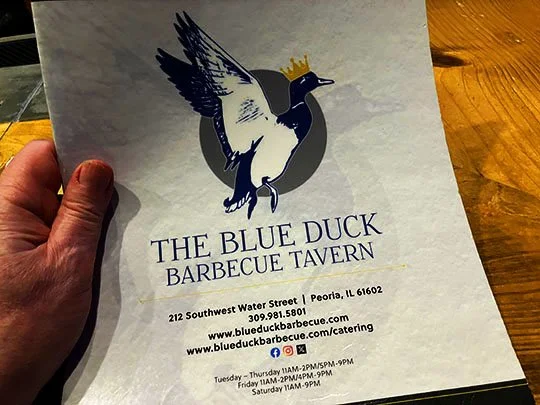 THE BLUE DUCK
BARBECUE TAVERN
212 Southwest Water Street | Peoria, IL 61602
309.981.5801
www.blueduckbarbecue.com
www.blueduckbarbecue.com/catering
Tuesday – Thursday 11AM-2PM/5PM-9PM
Friday 11AM-2PM/4PM-9PM
Saturday 11AM-9PM